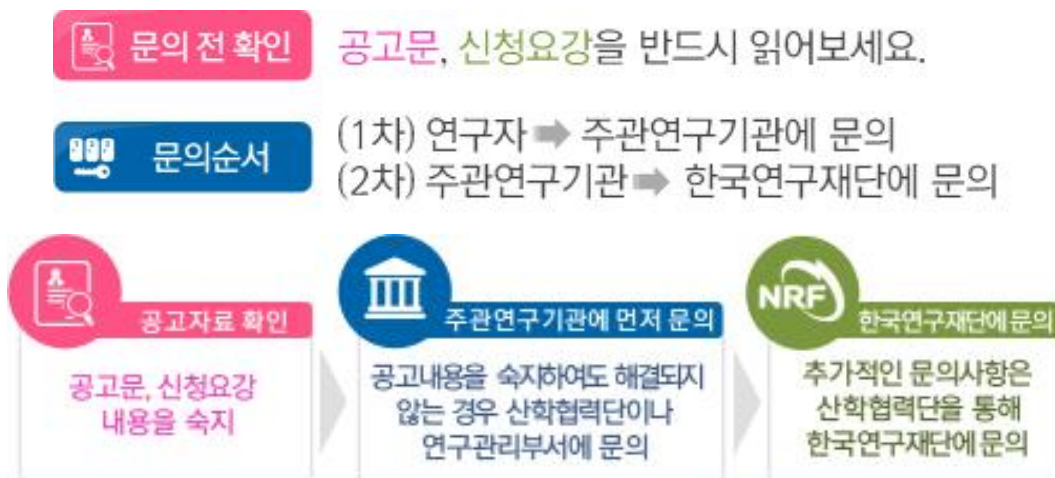 문의 전 확인 공고문, 신청요강을 반드시 읽어보세요.
문의순서
(1차) 연구자 ➡ 주관연구기관에 문의
(2차) 주관연구기관 ➡ 한국연구재단에 문의
공고자료 확인
공고문, 신청요강
내용을 숙지
주관연구기관에 먼저 문의
공고내용을 숙지하여도 해결되지
않는 경우 산학협력단이나
연구관리부서에 문의
NRF
한국연구재단에 문의
추가적인 문의사항은
산학협력단을 통해
한국연구재단에 문의